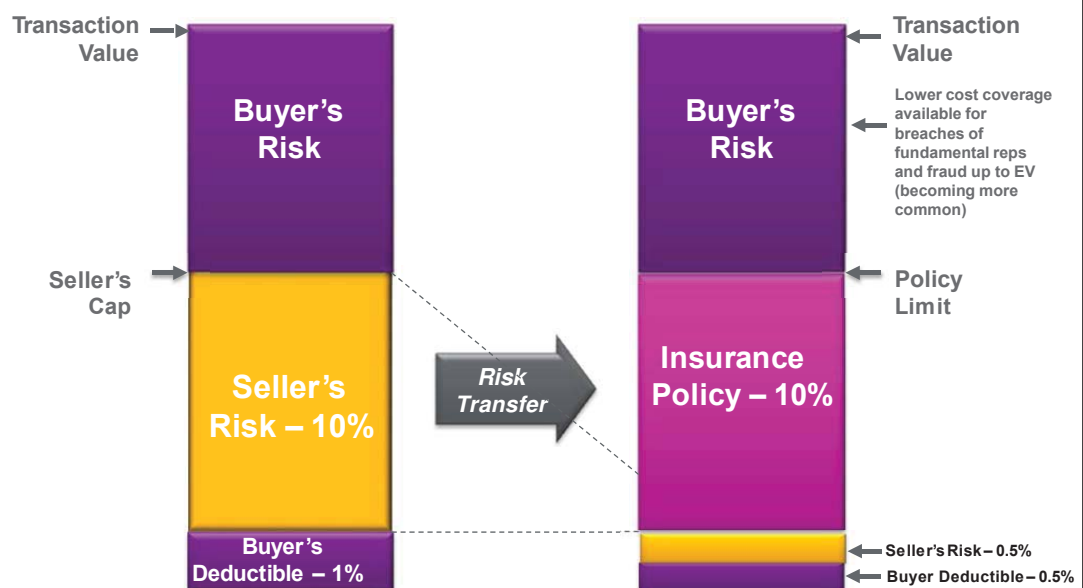 Transaction
Value
Buyer's
Risk
Seller's
Cap
Seller's
Risk – 10%
Buyer's
Deductible – 1%
Risk
Transfer
Transaction
Value
Buyer's
Risk
Lower cost coverage
available for
breaches of
fundamental reps
and fraud up to EV
(becoming more
common)
Policy
Limit
Insurance
Policy – 10%
Seller's Risk – 0.5%
Buyer Deductible – 0.5%